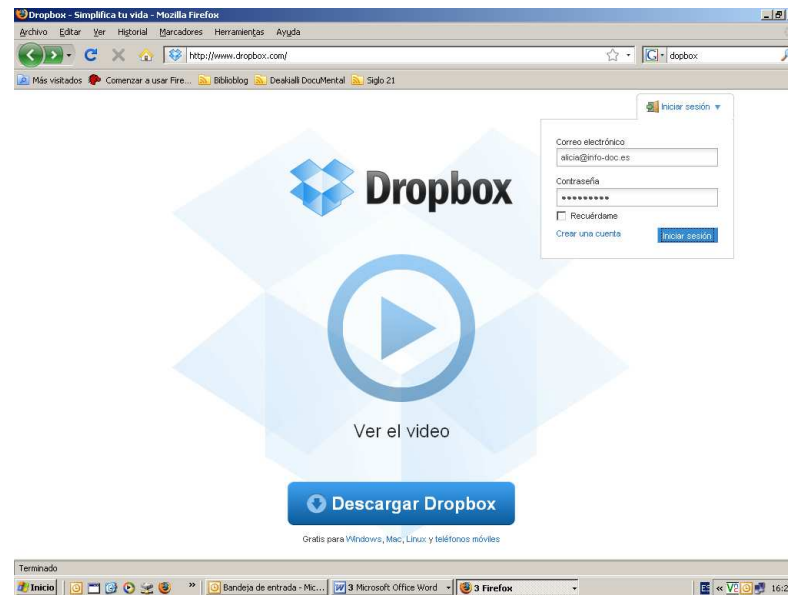 Dropbox - Simplifica tu vida - Mozilla Firefox
Archivo Editar Ver Historial Marcadores Herramientas Ayuda
http://www.dropbox.com/ dopbox
Más visitados Comenzar a usar Fire... Biblioblog Deakialli DocuMental Siglo 21
Iniciar sesión
Correo electrónico
alicia@info-doc.es
Contraseña
•••••••••
Recuérdame
Crear una cuenta Iniciar sesión
Dropbox
Ver el video
Descargar Dropbox
Gratis para Windows, Mac, Linux y teléfonos móviles
Terminado
Inicio » Bandeja de entrada - Mic... 3 Microsoft Office Word 3 Firefox ES « 16:2